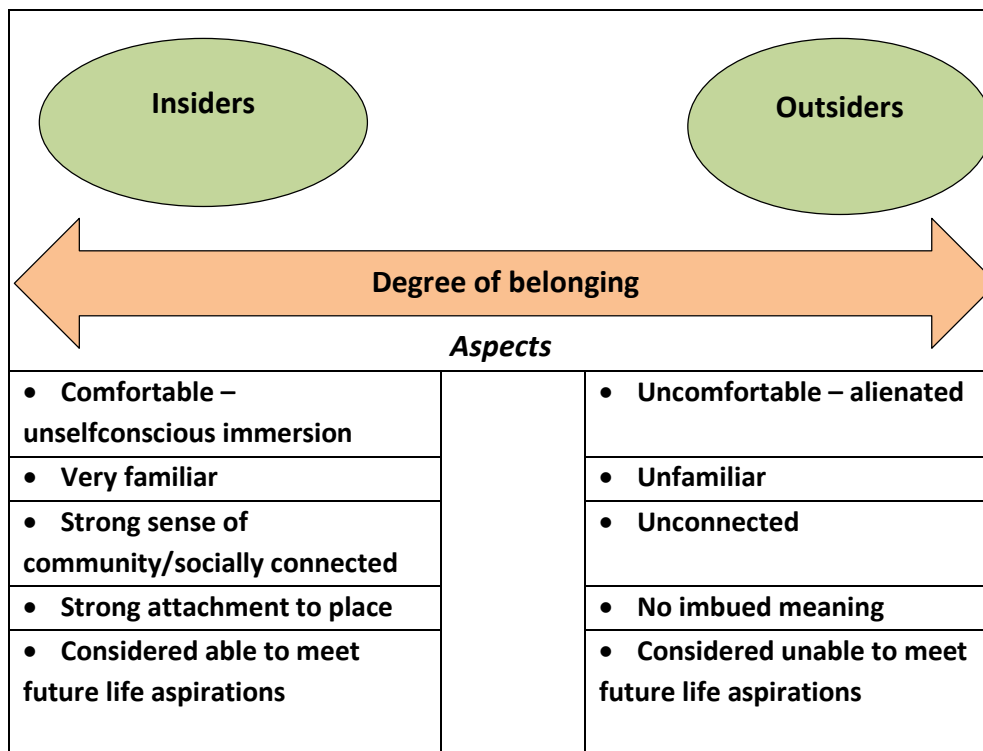 Insiders
Outsiders
Degree of belonging
Aspects
• Comfortable –
unselfconscious immersion
• Uncomfortable – alienated
• Very familiar
• Unfamiliar
• Strong sense of
community/socially connected
• Unconnected
• Strong attachment to place
• No imbued meaning
• Considered able to meet
future life aspirations
• Considered unable to meet
future life aspirations